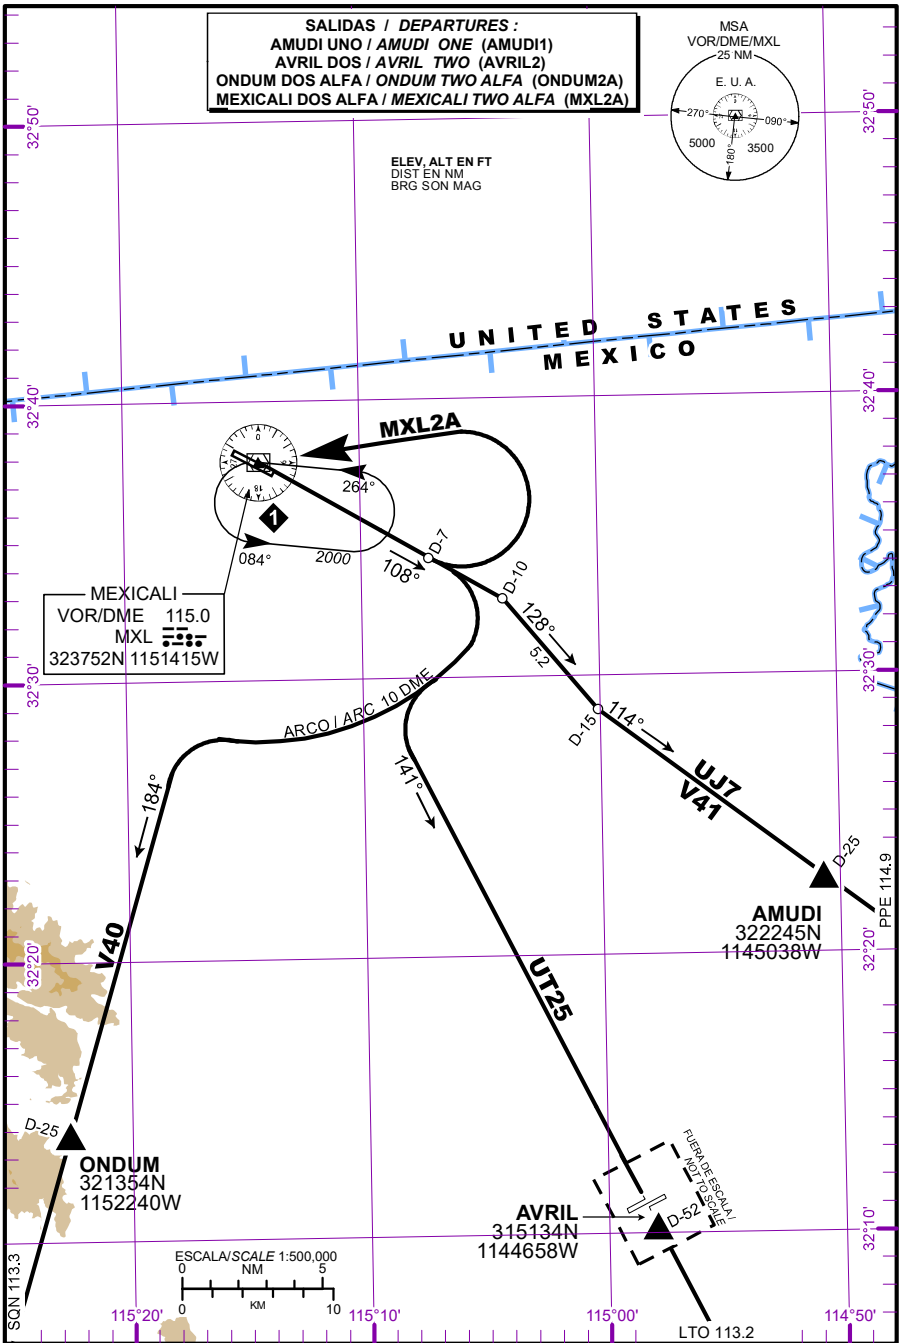 SALIDAS / DEPARTURES :
AMUDI UNO / AMUDI ONE (AMUDI1)
AVRIL DOS / AVRIL TWO (AVRIL2)
ONDUM DOS ALFA / ONDUM TWO ALFA (ONDUM2A)
MEXICALI DOS ALFA / MEXICALI TWO ALFA (MXL2A)
MSA
VOR/DME/MXL
25 NM
E. U. A.
270°
090°
5000
3500
180°
ELEV, ALT EN FT
DIST EN NM
BRG SON MAG
32°50'
32°50'
UNITED STATES
MEXICO
32°40'
32°40'
MXL2A
0
18
264°
1
084°
2000
108°
D-7
D-10
MEXICALI
VOR/DME 115.0
MXL
323752N 1151415W
128°
5.2
32°30'
32°30'
ARCO / ARC 10 DME
D-15
114°
184°
141°
UJ7
V41
D-25
AMUDI
322245N
1145038W
PPE 114.9
V40
UT25
32°20'
32°20'
D-25
ONDUM
321354N
1152240W
FUERA DE ESCALA /
NOT TO SCALE
AVRIL
315134N
1144658W
D-52
32°10'
SQN 113.3
ESCALA/SCALE 1:500,000
0 NM 5
0 KM 10
115°20'
115°10'
115°00'
114°50'
LTO 113.2